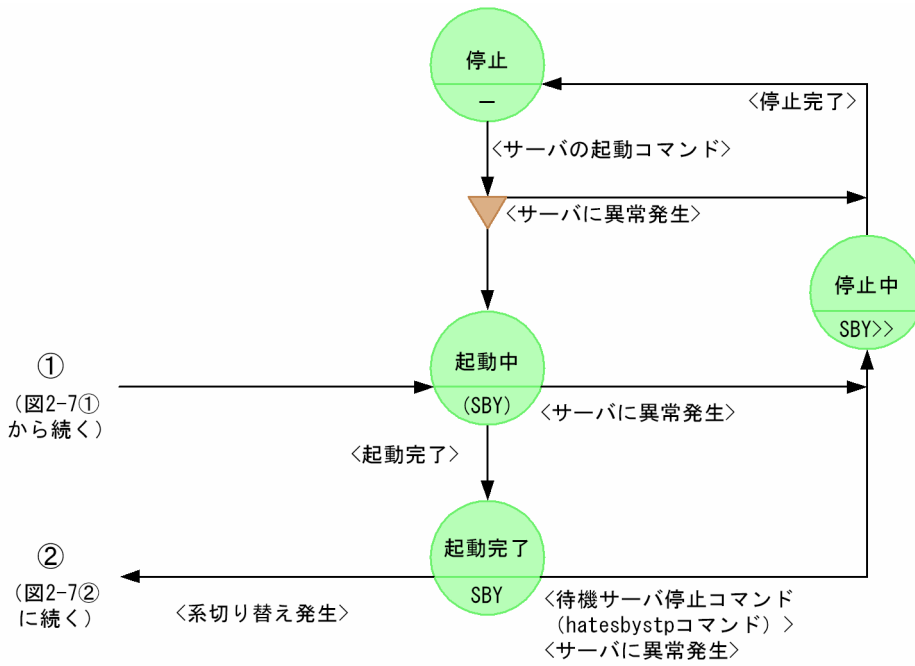 停止
－
<停止完了>
<サーバの起動コマンド>
<サーバに異常発生>
停止中
SBY>>
①
（図2-7①
から続く）
起動中
(SBY)
<サーバに異常発生>
<起動完了>
②
（図2-7②
に続く）
起動完了
SBY
<系切り替え発生>
<待機サーバ停止コマンド
（hatesbystpコマンド）>
<サーバに異常発生>